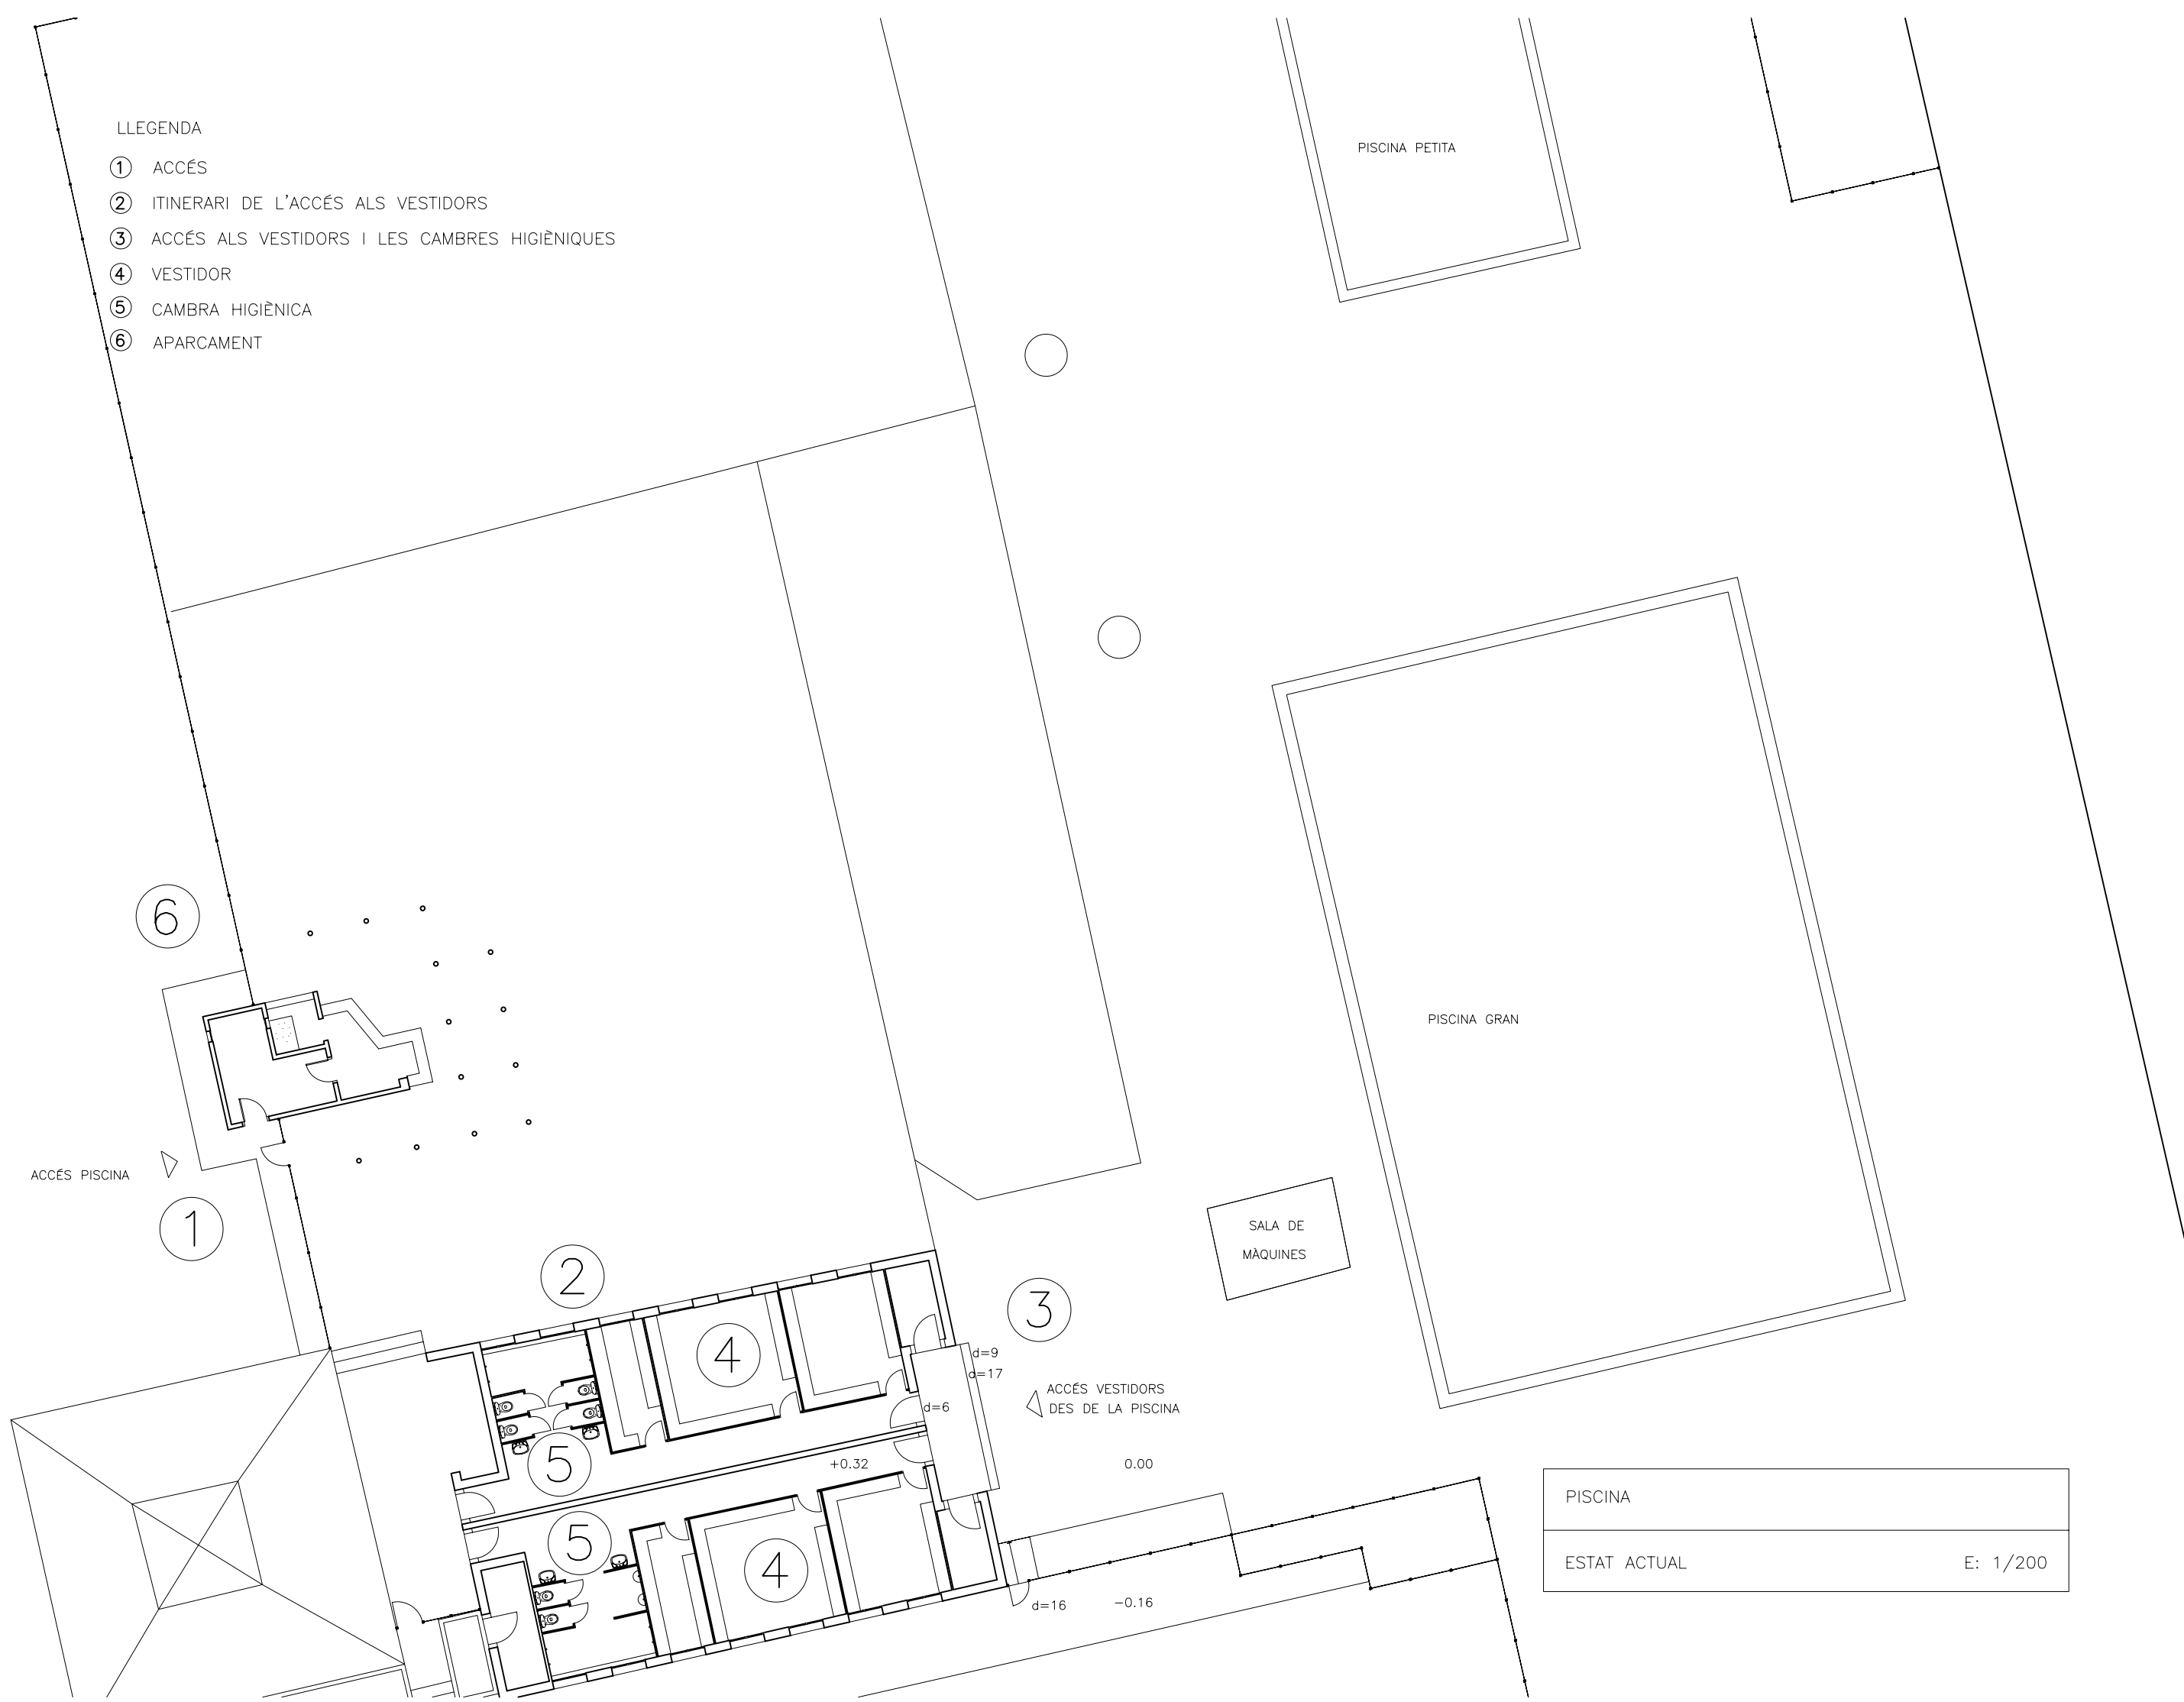 LLEGENDA
1 ACCÉS
2 ITINERARI DE L'ACCÉS ALS VESTIDORS
3 ACCÉS ALS VESTIDORS I LES CAMBRES HIGIÈNIQUES
4 VESTIDOR
5 CAMBRA HIGIÈNICA
6 APARCAMENT
PISCINA PETITA
6
PISCINA GRAN
ACCÉS PISCINA
1
SALA DE
MÀQUINES
2
3
4
d=9
d=17
ACCÉS VESTIDORS
DES DE LA PISCINA
d=6
5
+0.32
0.00
5
4
d=16
-0.16
PISCINA
ESTAT ACTUAL E: 1/200